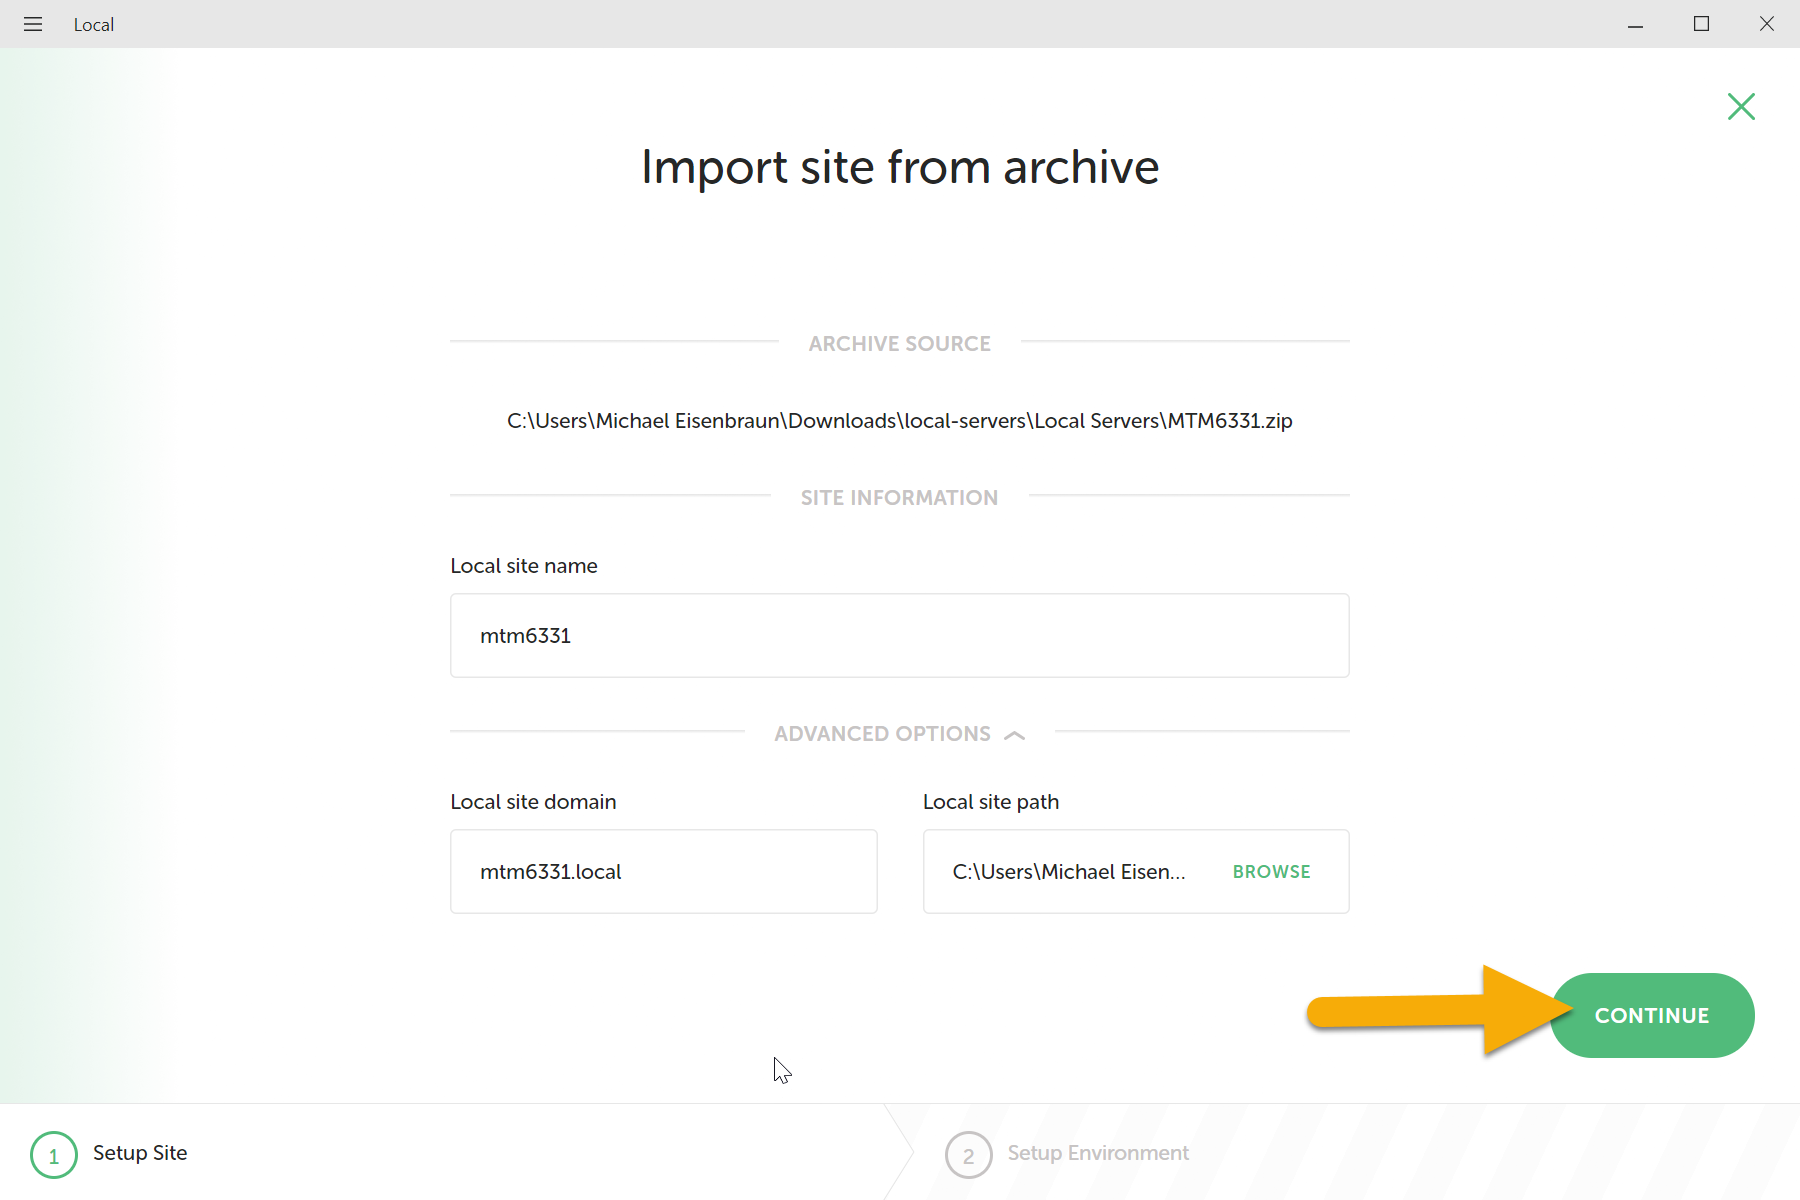 Local
Import site from archive
ARCHIVE SOURCE
C:\Users\Michael Eisenbraun\Downloads\local-servers\Local Servers\MTM6331.zip
SITE INFORMATION
Local site name
mtm6331
ADVANCED OPTIONS
Local site domain
Local site path
mtm6331.local
C:\Users\Michael Eisen...
BROWSE
CONTINUE
1
Setup Site
2
Setup Environment